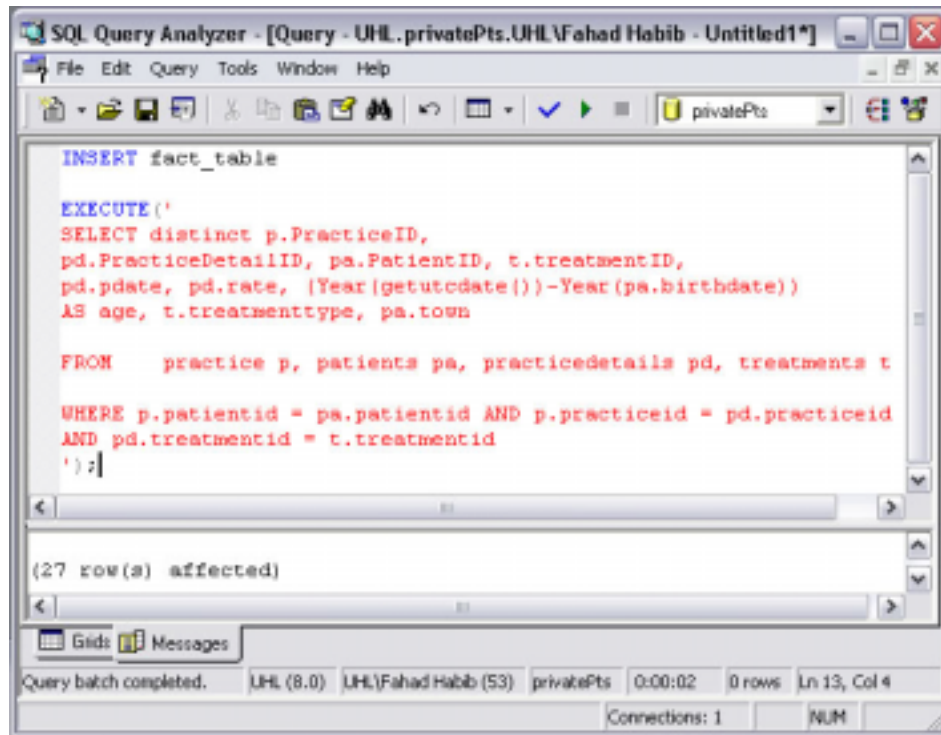 SQL Query Analyzer - [Query - UHL.privatePts.UHL\Fahad Habib - Untitled1*]
File Edit Query Tools Window Help
privatePts
INSERT fact_table
EXECUTE('
SELECT distinct p.PracticeID,
pd.PracticeDetailID, pa.PatientID, t.treatmentID,
pd.pdate, pd.rate, (Year(getutcdate())-Year(pa.birthdate))
AS age, t.treatmenttype, pa.town
FROM practice p, patients pa, practicedetails pd, treatments t
WHERE p.patientid = pa.patientid AND p.practiceid = pd.practiceid
AND pd.treatmentid = t.treatmentid
');
(27 row(s) affected)
Grids Messages
Query batch completed. UHL (8.0) UHL\Fahad Habib (53) privatePts 0:00:02 0 rows Ln 13, Col 4
Connections: 1 NUM